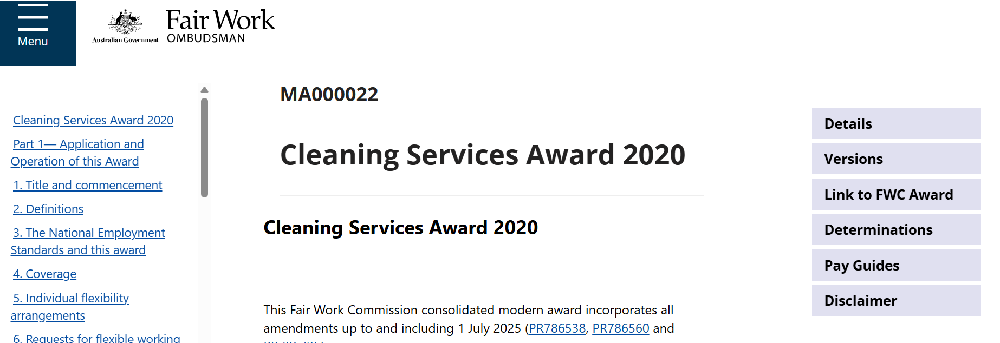 Menu
Australian Government
Fair Work
OMBUDSMAN
Cleaning Services Award 2020
Part 1— Application and
Operation of this Award
1. Title and commencement
2. Definitions
3. The National Employment
Standards and this award
4. Coverage
5. Individual flexibility
arrangements
6. Requests for flexible working
MA000022
Cleaning Services Award 2020
Cleaning Services Award 2020
This Fair Work Commission consolidated modern award incorporates all
amendments up to and including 1 July 2025 (PR786538, PR786560 and
Details
Versions
Link to FWC Award
Determinations
Pay Guides
Disclaimer